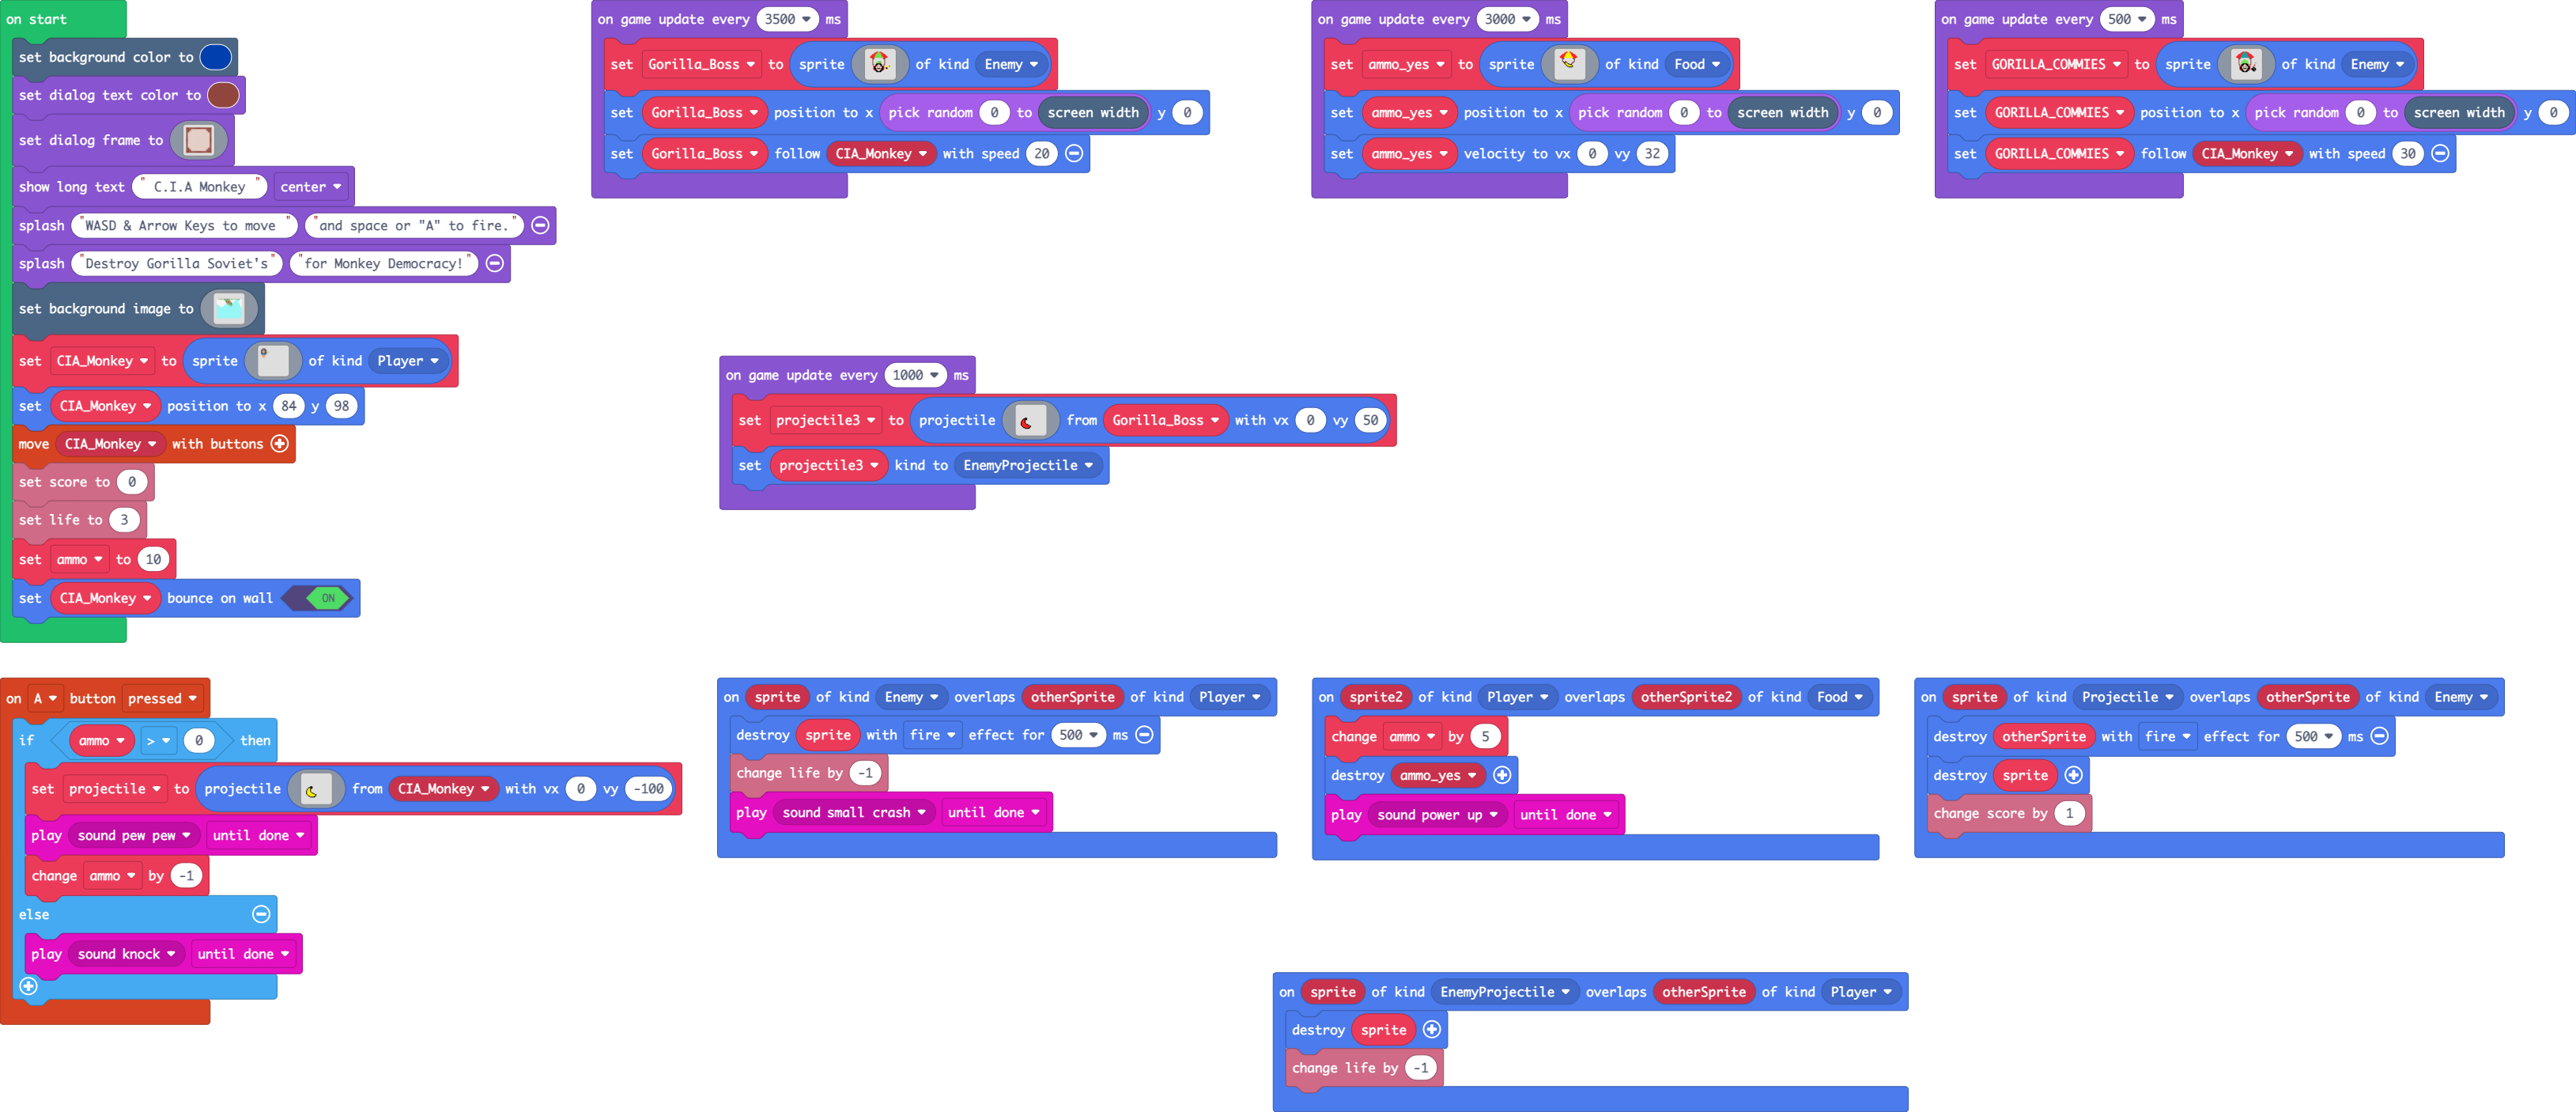 on start
set background color to
set dialog text color to
set dialog frame to
show long text " C.I.A Monkey " center
splash "WASD & Arrow Keys to move " "and space or "A" to fire. "
splash "Destroy Gorilla Soviet's" "for Monkey Democracy!"
set background image to
set CIA_Monkey to sprite of kind Player
set CIA_Monkey position to x 84 y 98
move CIA_Monkey with buttons
set score to 0
set life to 3
set ammo to 10
set CIA_Monkey bounce on wall ON
on game update every 3500 ms
set Gorilla_Boss to sprite of kind Enemy
set Gorilla_Boss position to x pick random 0 to screen width y 0
set Gorilla_Boss follow CIA_Monkey with speed 20
on game update every 3000 ms
set ammo_yes to sprite of kind Food
set ammo_yes position to x pick random 0 to screen width y 0
set ammo_yes velocity to vx 0 vy 32
on game update every 500 ms
set GORILLA_COMMIES to sprite of kind Enemy
set GORILLA_COMMIES position to x pick random 0 to screen width y 0
set GORILLA_COMMIES follow CIA_Monkey with speed 30
on game update every 1000 ms
set projectile3 to projectile from Gorilla_Boss with vx 0 vy 50
set projectile3 kind to EnemyProjectile
on A button pressed
if ammo > 0 then
set projectile to projectile from CIA_Monkey with vx 0 vy -100
play sound pew pew until done
change ammo by -1
else
play sound knock until done
on sprite of kind Enemy overlaps otherSprite of kind Player
destroy sprite with fire effect for 500 ms
change life by -1
play sound small crash until done
on sprite2 of kind Player overlaps otherSprite2 of kind Food
change ammo by 5
destroy ammo_yes
play sound power up until done
on sprite of kind Projectile overlaps otherSprite of kind Enemy
destroy otherSprite with fire effect for 500 ms
destroy sprite
change score by 1
on sprite of kind EnemyProjectile overlaps otherSprite of kind Player
destroy sprite
change life by -1